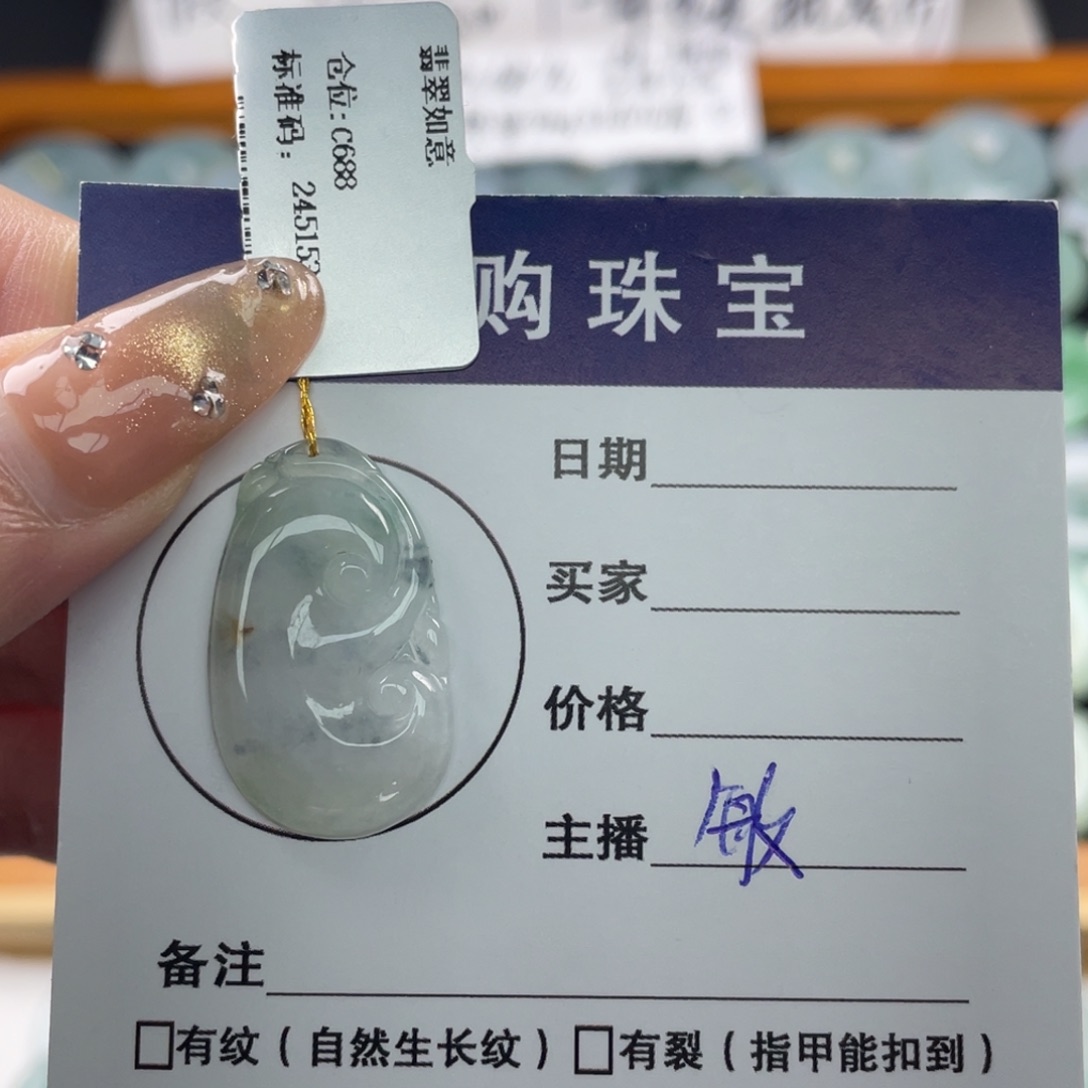 翡翠如意
仓位:C688
标准码: 245153
购珠宝
日期
买家
价格
主播 敏
备注
□有纹(自然生长纹) □有裂(指甲能扣到)